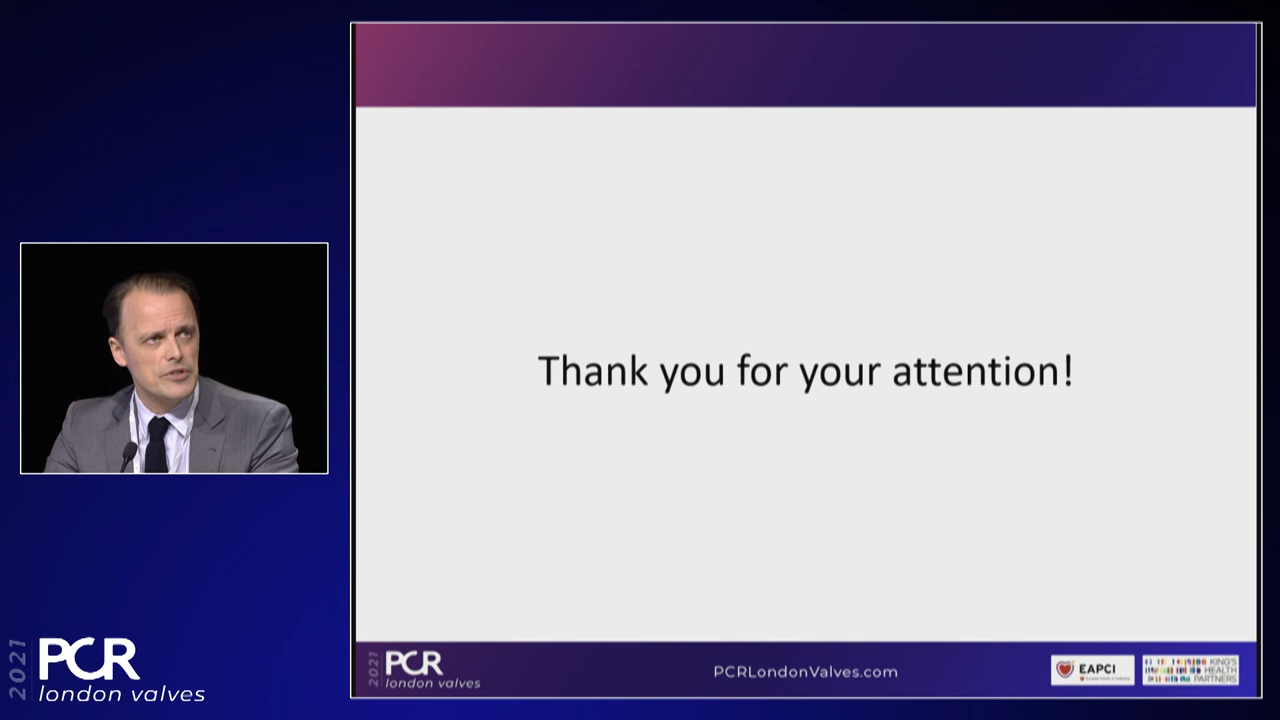 Thank you for your attention!
2021
PCR
london valves
PCRLondonValves.com
EAPCI
KING'S
HEALTH
PARTNERS
2021
PCR
london valves